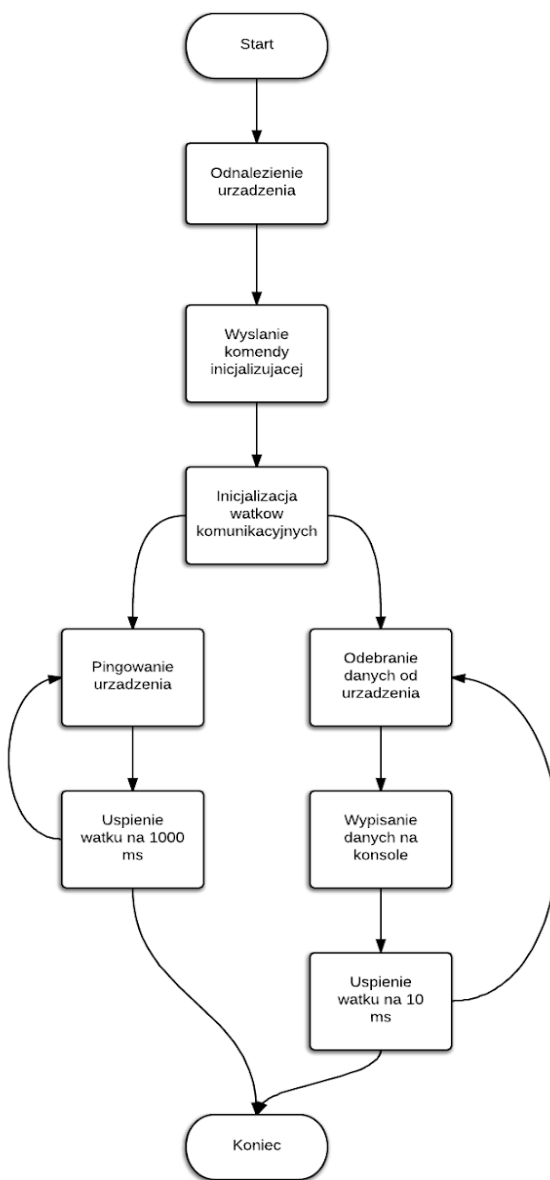 Start
Odnalezienie
urzadzenia
Wyslanie
komendy
inicjalizujacej
Inicjalizacja
watkow
komunikacyjnych
Pingowanie
urzadzenia
Uspienie
watku na 1000
ms
Odebranie
danych od
urzadzenia
Wypisanie
danych na
konsole
Uspienie
watku na 10
ms
Koniec